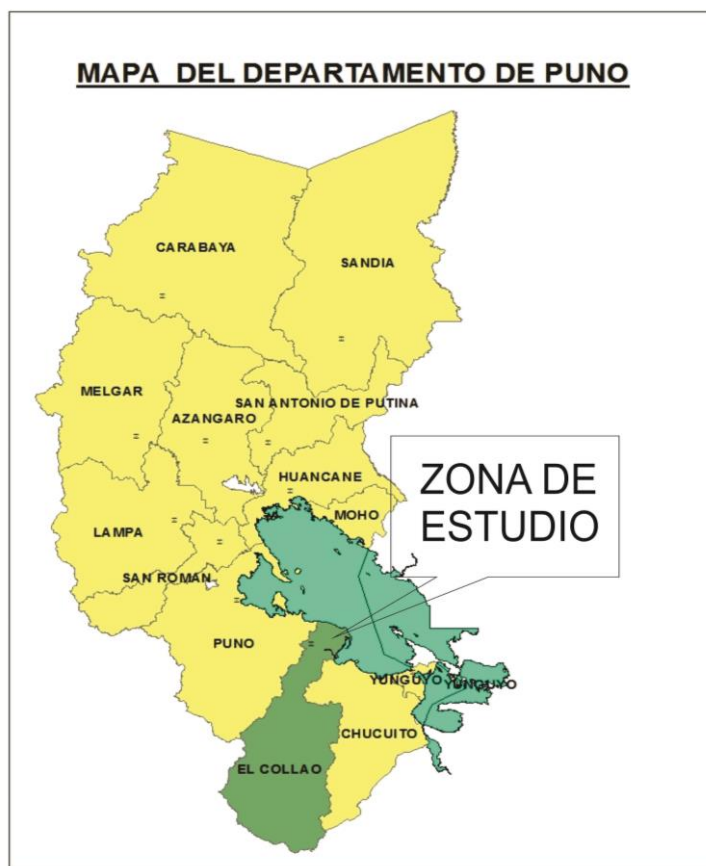 MAPA DEL DEPARTAMENTO DE PUNO
CARABAYA
SANDIA
MELGAR
SAN ANTONIO DE PUTINA
AZANGARO
HUANCANE
ZONA DE
ESTUDIO
MOHO
LAMPA
SAN ROMAN
PUNO
YUNGUYO
YUNGUYO
CHUCUITO
EL COLLAO